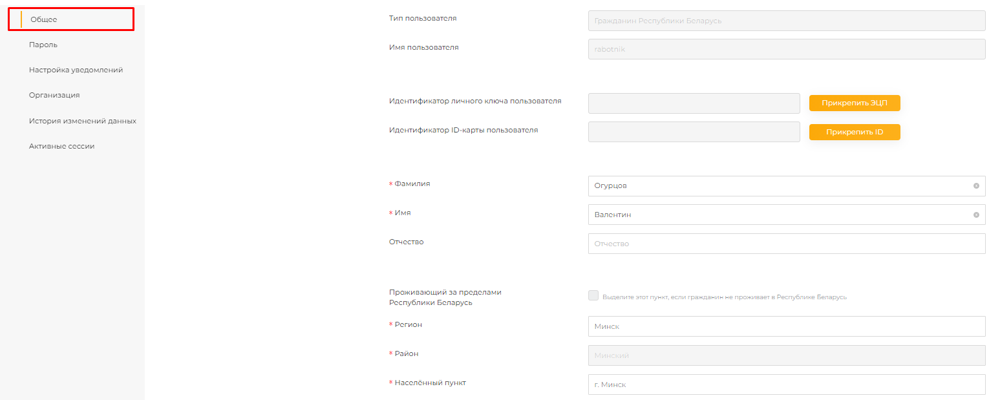 Общее
Пароль
Настройка уведомлений
Организация
История изменений данных
Активные сессии
Тип пользователя
Гражданин Республики Беларусь
Имя пользователя
rabotnik
Идентификатор личного ключа пользователя
Прикрепить ЭЦП
Идентификатор ID-карты пользователя
Прикрепить ID
* Фамилия
Огурцов
* Имя
Валентин
Отчество
Отчество
Проживающий за пределами
Республики Беларусь
Выделите этот пункт, если гражданин не проживает в Республике Беларусь
* Регион
Минск
* Район
Минский
* Населённый пункт
г. Минск